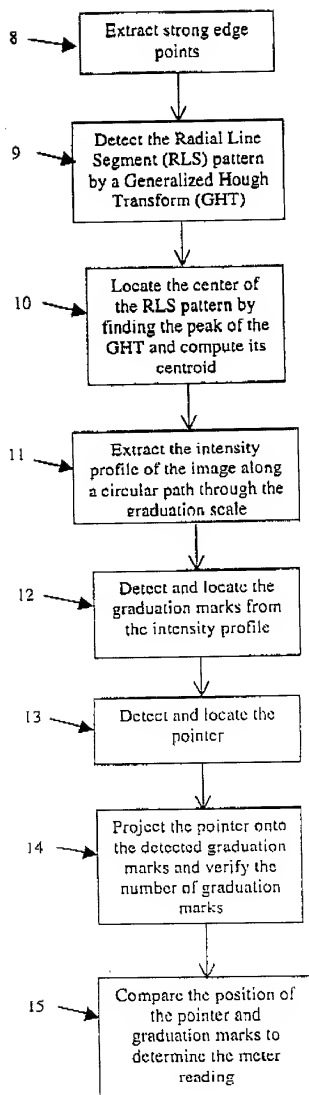 8
Extract strong edge
points
9
Detect the Radial Line
Segment (RLS) pattern
by a Generalized Hough
Transform (GHT)
10
Locate the center of
the RLS pattern by
finding the peak of the
GHT and compute its
centroid
11
Extract the intensity
profile of the image along
a circular path through the
graduation scale
12
Detect and locate the
graduation marks from
the intensity profile
13
Detect and locate the
pointer
14
Project the pointer onto
the detected graduation
marks and verify the
number of graduation
marks
15
Compare the position of
the pointer and
graduation marks to
determine the meter
reading